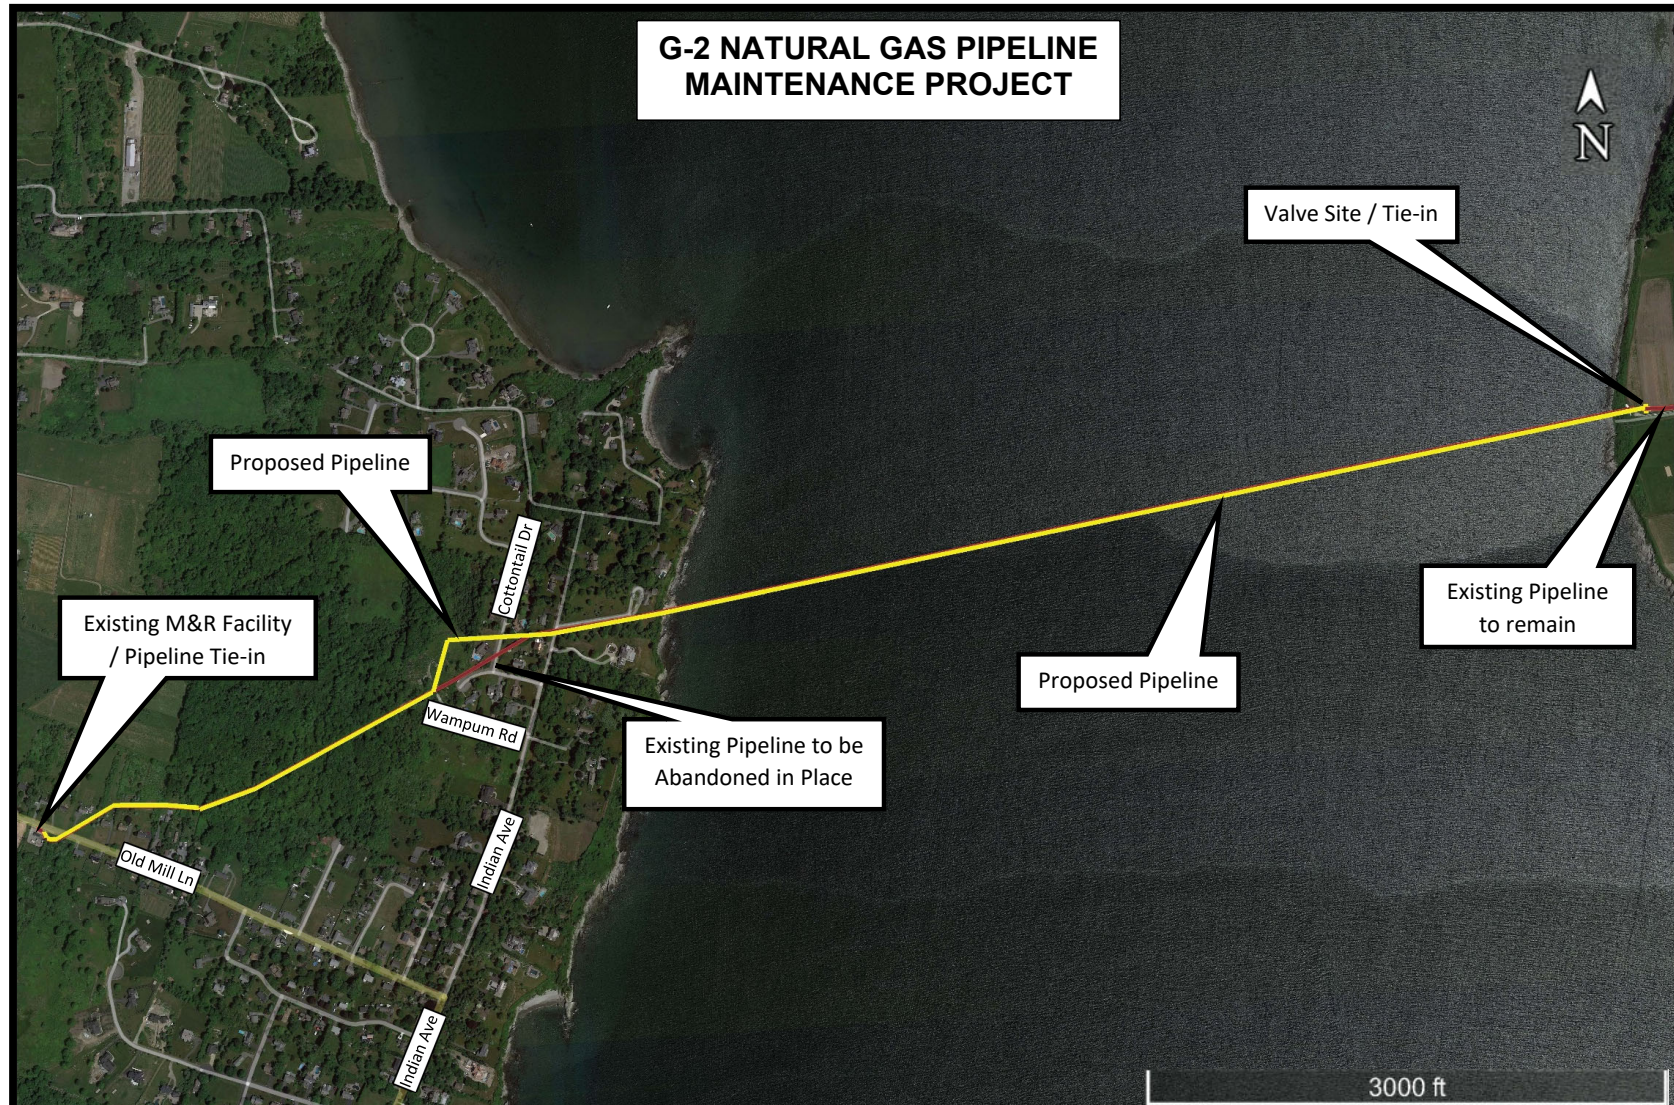 G-2 NATURAL GAS PIPELINE
MAINTENANCE PROJECT
N
Valve Site / Tie-in
Proposed Pipeline
Cottontail Dr
Existing Pipeline
to remain
Existing M&R Facility
/ Pipeline Tie-in
Proposed Pipeline
Wampum Rd
Existing Pipeline to be
Abandoned in Place
Old Mill Ln
Indian Ave
Indian Ave
3000 ft